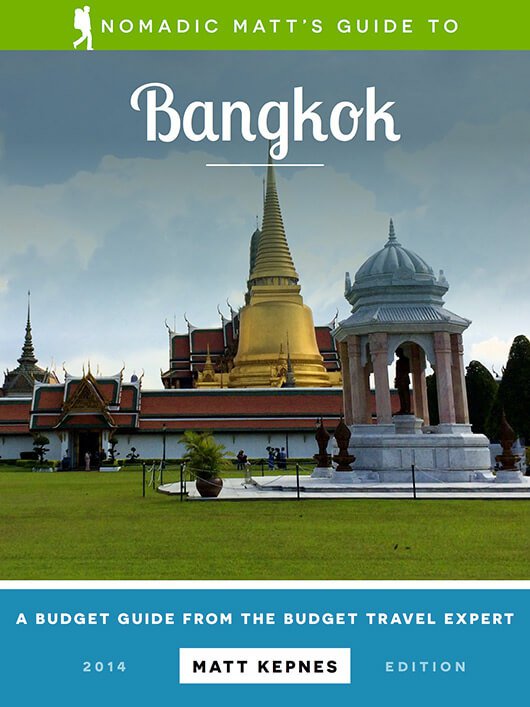 NOMADIC MATT'S GUIDE TO
Bangkok
A BUDGET GUIDE FROM THE BUDGET TRAVEL EXPERT
2014 MATT KEPNES EDITION